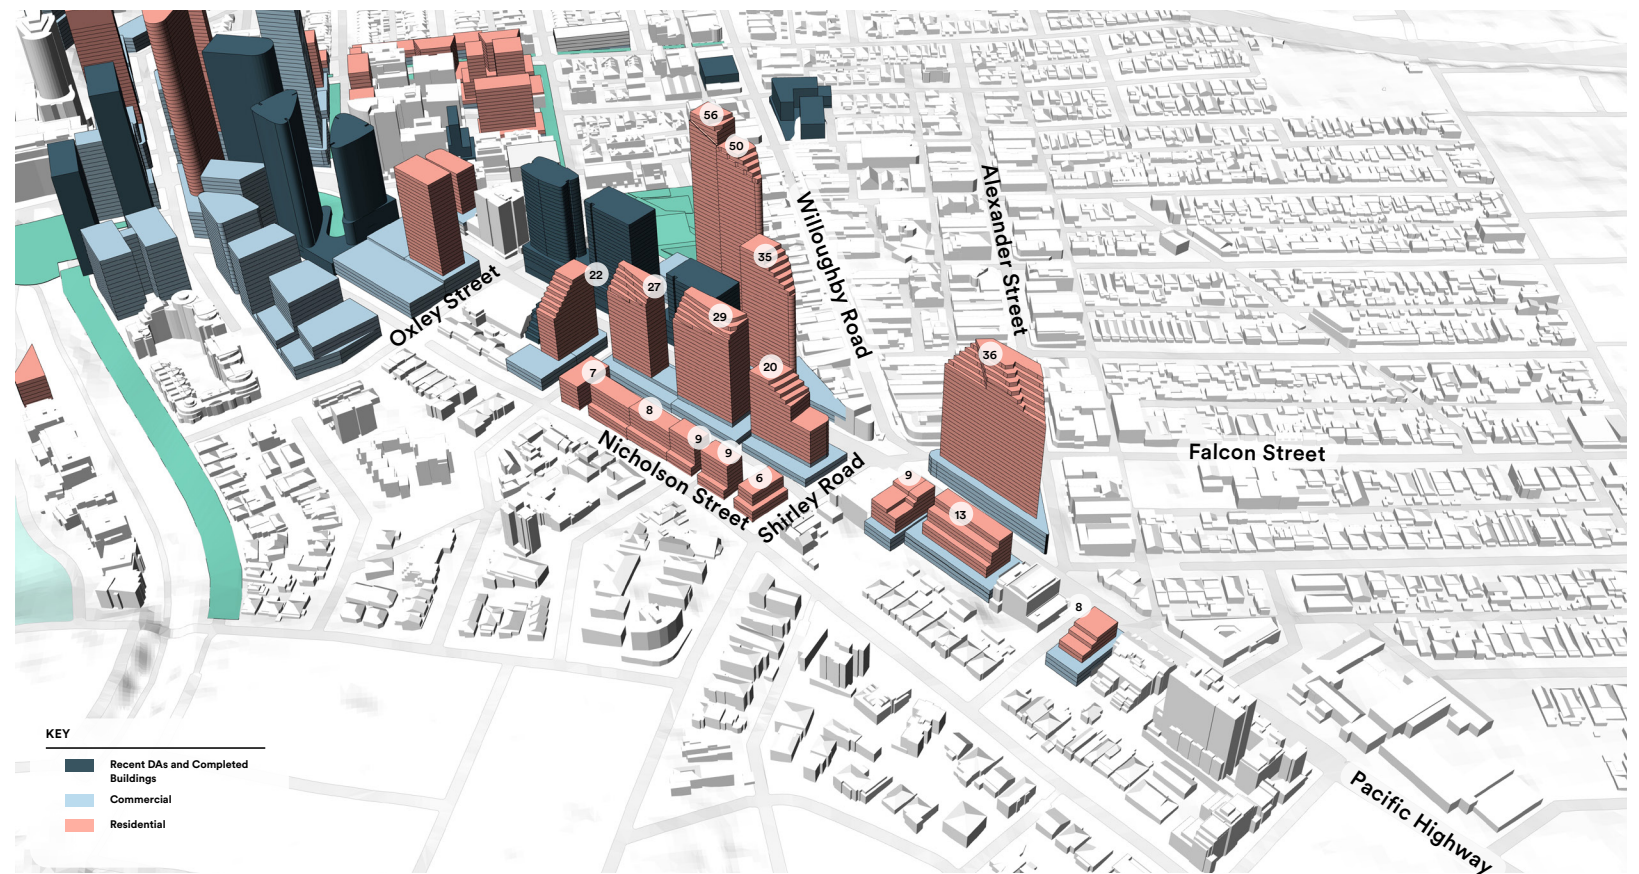 56
50
Willoughby Road
Alexander Street
35
22
27
Oxley Street
29
36
20
7
8
9
9
6
Nicholson Street
Shirley Road
Falcon Street
9
13
8
Pacific Highway
KEY
Recent DAs and Completed
Buildings
Commercial
Residential